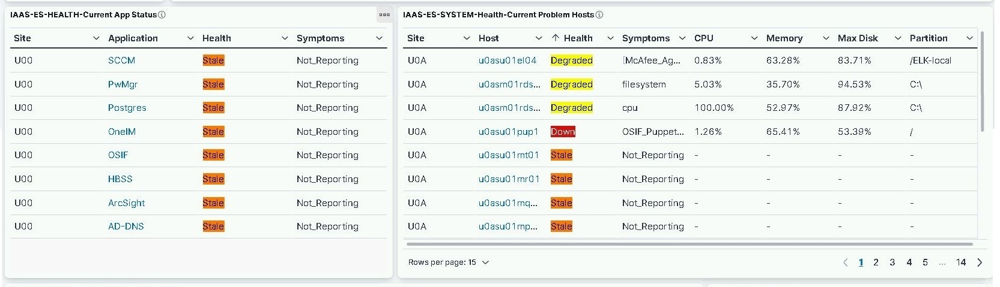 IAAS-ES-HEALTH-Current App Status
Site Application Health Symptoms
U00 SCCM Stale Not_Reporting
U00 PwMgr Stale Not_Reporting
U00 Postgres Stale Not_Reporting
U00 OneIM Stale Not_Reporting
U00 OSIF Stale Not_Reporting
U00 HBSS Stale Not_Reporting
U00 ArcSight Stale Not_Reporting
U00 AD-DNS Stale Not_Reporting
IAAS-ES-SYSTEM-Health-Current Problem Hosts
Site Host Health Symptoms CPU Memory Max Disk Partition
U0A u0asu01el04 Degraded [McAfee_Ag... 0.83% 63.28% 83.71% /ELK-local
U0A u0asm01rds... Degraded filesystem 5.03% 35.70% 94.53% C:\
U0A u0asm01rds... Degraded cpu 100.00% 52.97% 87.92% C:\
U0A u0asu01pup1 Down OSIF_Puppet... 1.26% 65.41% 53.39% /
U0A u0asu01mt01 Stale Not_Reporting - - - -
U0A u0asu01mr01 Stale Not_Reporting - - - -
U0A u0asu01mq... Stale Not_Reporting - - - -
U0A u0asu01mp... Stale Not_Reporting - - - -
Rows per page: 15
1 2 3 4 5 ... 14